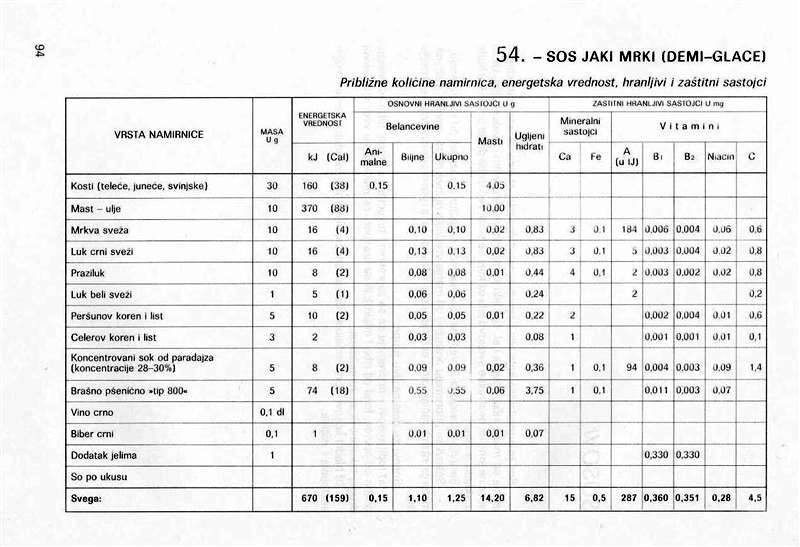 94
54. – SOS JAKI MRKI (DEMI–GLACE)
Približne količine namirnica, energetska vrednost, hranljivi i zaštitni sastojci
VRSTA NAMIRNICE MASA U g ENERGETSKA VREDNOST OSNOVNI HRANLJIVI SASTOJCI U g ZAŠTITNI HRANLJIVI SASTOJCI U mg
Belančevine Masti Ugljeni hidrati Mineralni sastojci Vitamini
kJ (Cal) Animalne Biljne Ukupno Ca Fe A (u IJ) B1 B2 Niacin C
Kosti (teleće, juneće, svinjske) 30 160 (38) 0,15 0,15 4,05
Mast – ulje 10 370 (88) 10,00
Mrkva sveža 10 16 (4) 0,10 0,10 0,02 0,83 3 0,1 184 0,006 0,004 0,06 0,6
Luk crni sveži 10 16 (4) 0,13 0,13 0,02 0,83 3 0,1 5 0,003 0,004 0,02 0,8
Praziluk 10 8 (2) 0,08 0,08 0,01 0,44 4 0,1 2 0,003 0,002 0,02 0,8
Luk beli sveži 1 5 (1) 0,06 0,06 0,24 2 0,2
Peršunov koren i list 5 10 (2) 0,05 0,05 0,01 0,22 2 0,002 0,004 0,01 0,6
Celerov koren i list 3 2 0,03 0,03 0,08 1 0,001 0,001 0,01 0,1
Koncentrovani sok od paradajza
(koncentracije 28–30%) 5 8 (2) 0,09 0,09 0,02 0,36 1 0,1 94 0,004 0,003 0,09 1,4
Brašno pšenično »tip 800« 5 74 (18) 0,55 0,55 0,06 3,75 1 0,1 0,011 0,003 0,07
Vino crno 0,1 dl
Biber crni 0,1 1 0,01 0,01 0,01 0,07
Dodatak jelima 1 0,330 0,330
So po ukusu
Svega: 670 (159) 0,15 1,10 1,25 14,20 6,82 15 0,5 287 0,360 0,351 0,28 4,5